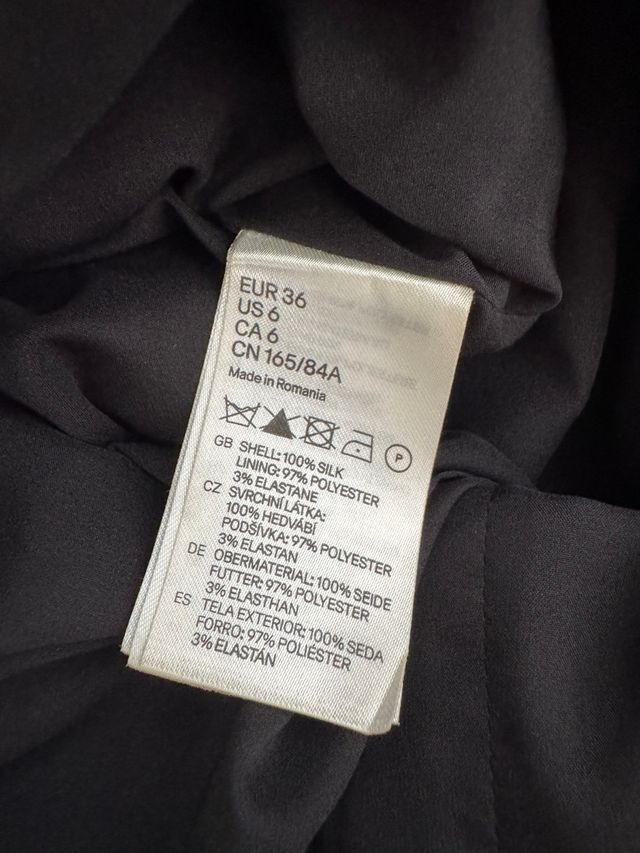 EUR 36
US 6
CA 6
CN 165/84A
Made in Romania
P
GB SHELL: 100% SILK
LINING: 97% POLYESTER
3% ELASTANE
CZ SVRCHNÍ LÁTKA:
100% HEDVÁBÍ
PODŠÍVKA: 97% POLYESTER
3% ELASTAN
DE OBERMATERIAL: 100% SEIDE
FUTTER: 97% POLYESTER
3% ELASTHAN
ES TELA EXTERIOR: 100% SEDA
FORRO: 97% POLIÉSTER
3% ELASTÁN